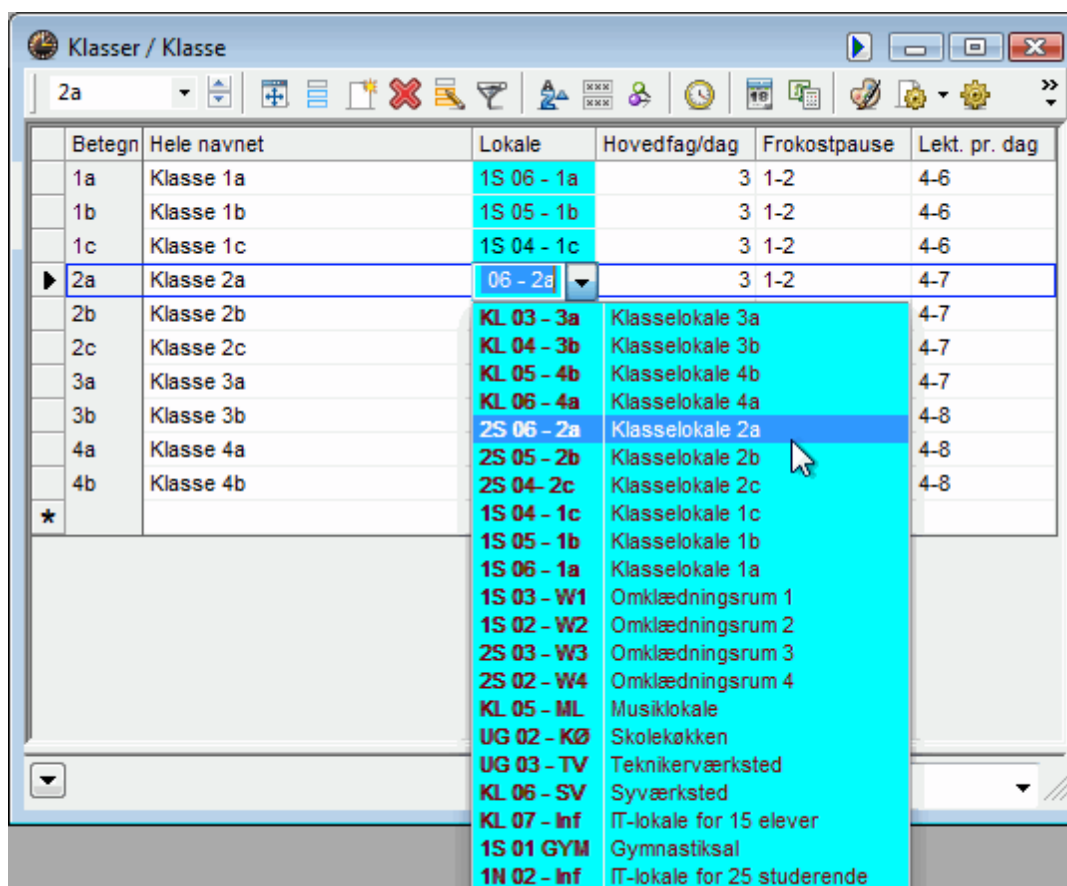 Klasser / Klasse
2a
Betegn Hele navnet Lokale Hovedfag/dag Frokostpause Lekt. pr. dag
1a Klasse 1a 1S 06 - 1a 3 1-2 4-6
1b Klasse 1b 1S 05 - 1b 3 1-2 4-6
1c Klasse 1c 1S 04 - 1c 3 1-2 4-6
2a Klasse 2a 06 - 2a 3 1-2 4-7
2b Klasse 2b 4-7
2c Klasse 2c 4-7
3a Klasse 3a 4-7
3b Klasse 3b 4-8
4a Klasse 4a 4-8
4b Klasse 4b 4-8
KL 03 - 3a Klasselokale 3a
KL 04 - 3b Klasselokale 3b
KL 05 - 4b Klasselokale 4b
KL 06 - 4a Klasselokale 4a
2S 06 - 2a Klasselokale 2a
2S 05 - 2b Klasselokale 2b
2S 04- 2c Klasselokale 2c
1S 04 - 1c Klasselokale 1c
1S 05 - 1b Klasselokale 1b
1S 06 - 1a Klasselokale 1a
1S 03 - W1 Omklædningsrum 1
1S 02 - W2 Omklædningsrum 2
2S 03 - W3 Omklædningsrum 3
2S 02 - W4 Omklædningsrum 4
KL 05 - ML Musiklokale
UG 02 - KØ Skolekøkken
UG 03 - TV Teknikerværksted
KL 06 - SV Syværksted
KL 07 - Inf IT-lokale for 15 elever
1S 01 GYM Gymnastiksal
1N 02 - Inf IT-lokale for 25 studerende